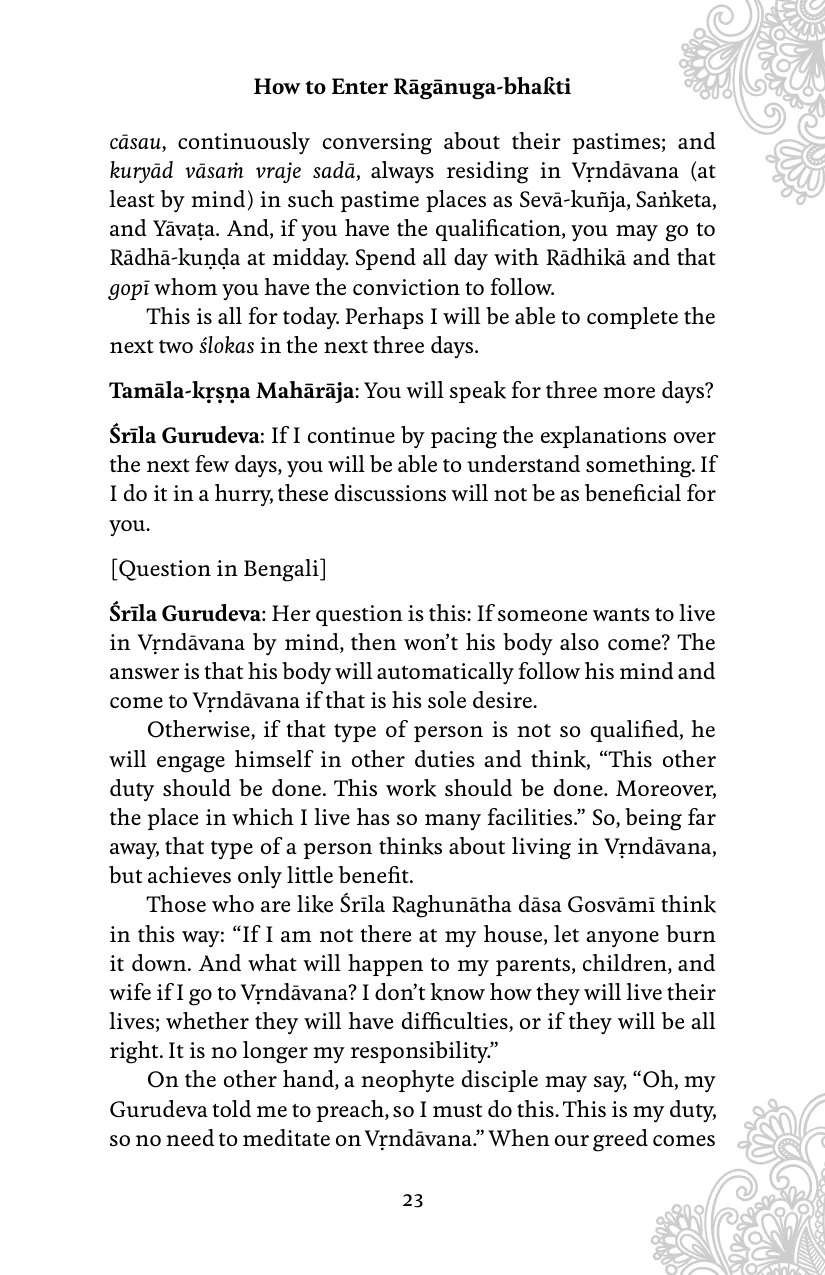 How to Enter Rāgānuga-bhakti
cāsau, continuously conversing about their pastimes; and
kuryād vāsaṁ vraje sadā, always residing in Vṛndāvana (at
least by mind) in such pastime places as Sevā-kuñja, Saṅketa,
and Yāvaṭa. And, if you have the qualification, you may go to
Rādhā-kuṇḍa at midday. Spend all day with Rādhikā and that
gopī whom you have the conviction to follow.
This is all for today. Perhaps I will be able to complete the
next two ślokas in the next three days.
Tamāla-kṛṣṇa Mahārāja: You will speak for three more days?
Śrīla Gurudeva: If I continue by pacing the explanations over
the next few days, you will be able to understand something. If
I do it in a hurry, these discussions will not be as beneficial for
you.
[Question in Bengali]
Śrīla Gurudeva: Her question is this: If someone wants to live
in Vṛndāvana by mind, then won’t his body also come? The
answer is that his body will automatically follow his mind and
come to Vṛndāvana if that is his sole desire.
Otherwise, if that type of person is not so qualified, he
will engage himself in other duties and think, “This other
duty should be done. This work should be done. Moreover,
the place in which I live has so many facilities.” So, being far
away, that type of a person thinks about living in Vṛndāvana,
but achieves only little benefit.
Those who are like Śrīla Raghunātha dāsa Gosvāmī think
in this way: “If I am not there at my house, let anyone burn
it down. And what will happen to my parents, children, and
wife if I go to Vṛndāvana? I don’t know how they will live their
lives; whether they will have difficulties, or if they will be all
right. It is no longer my responsibility.”
On the other hand, a neophyte disciple may say, “Oh, my
Gurudeva told me to preach, so I must do this. This is my duty,
so no need to meditate on Vṛndāvana.” When our greed comes
23